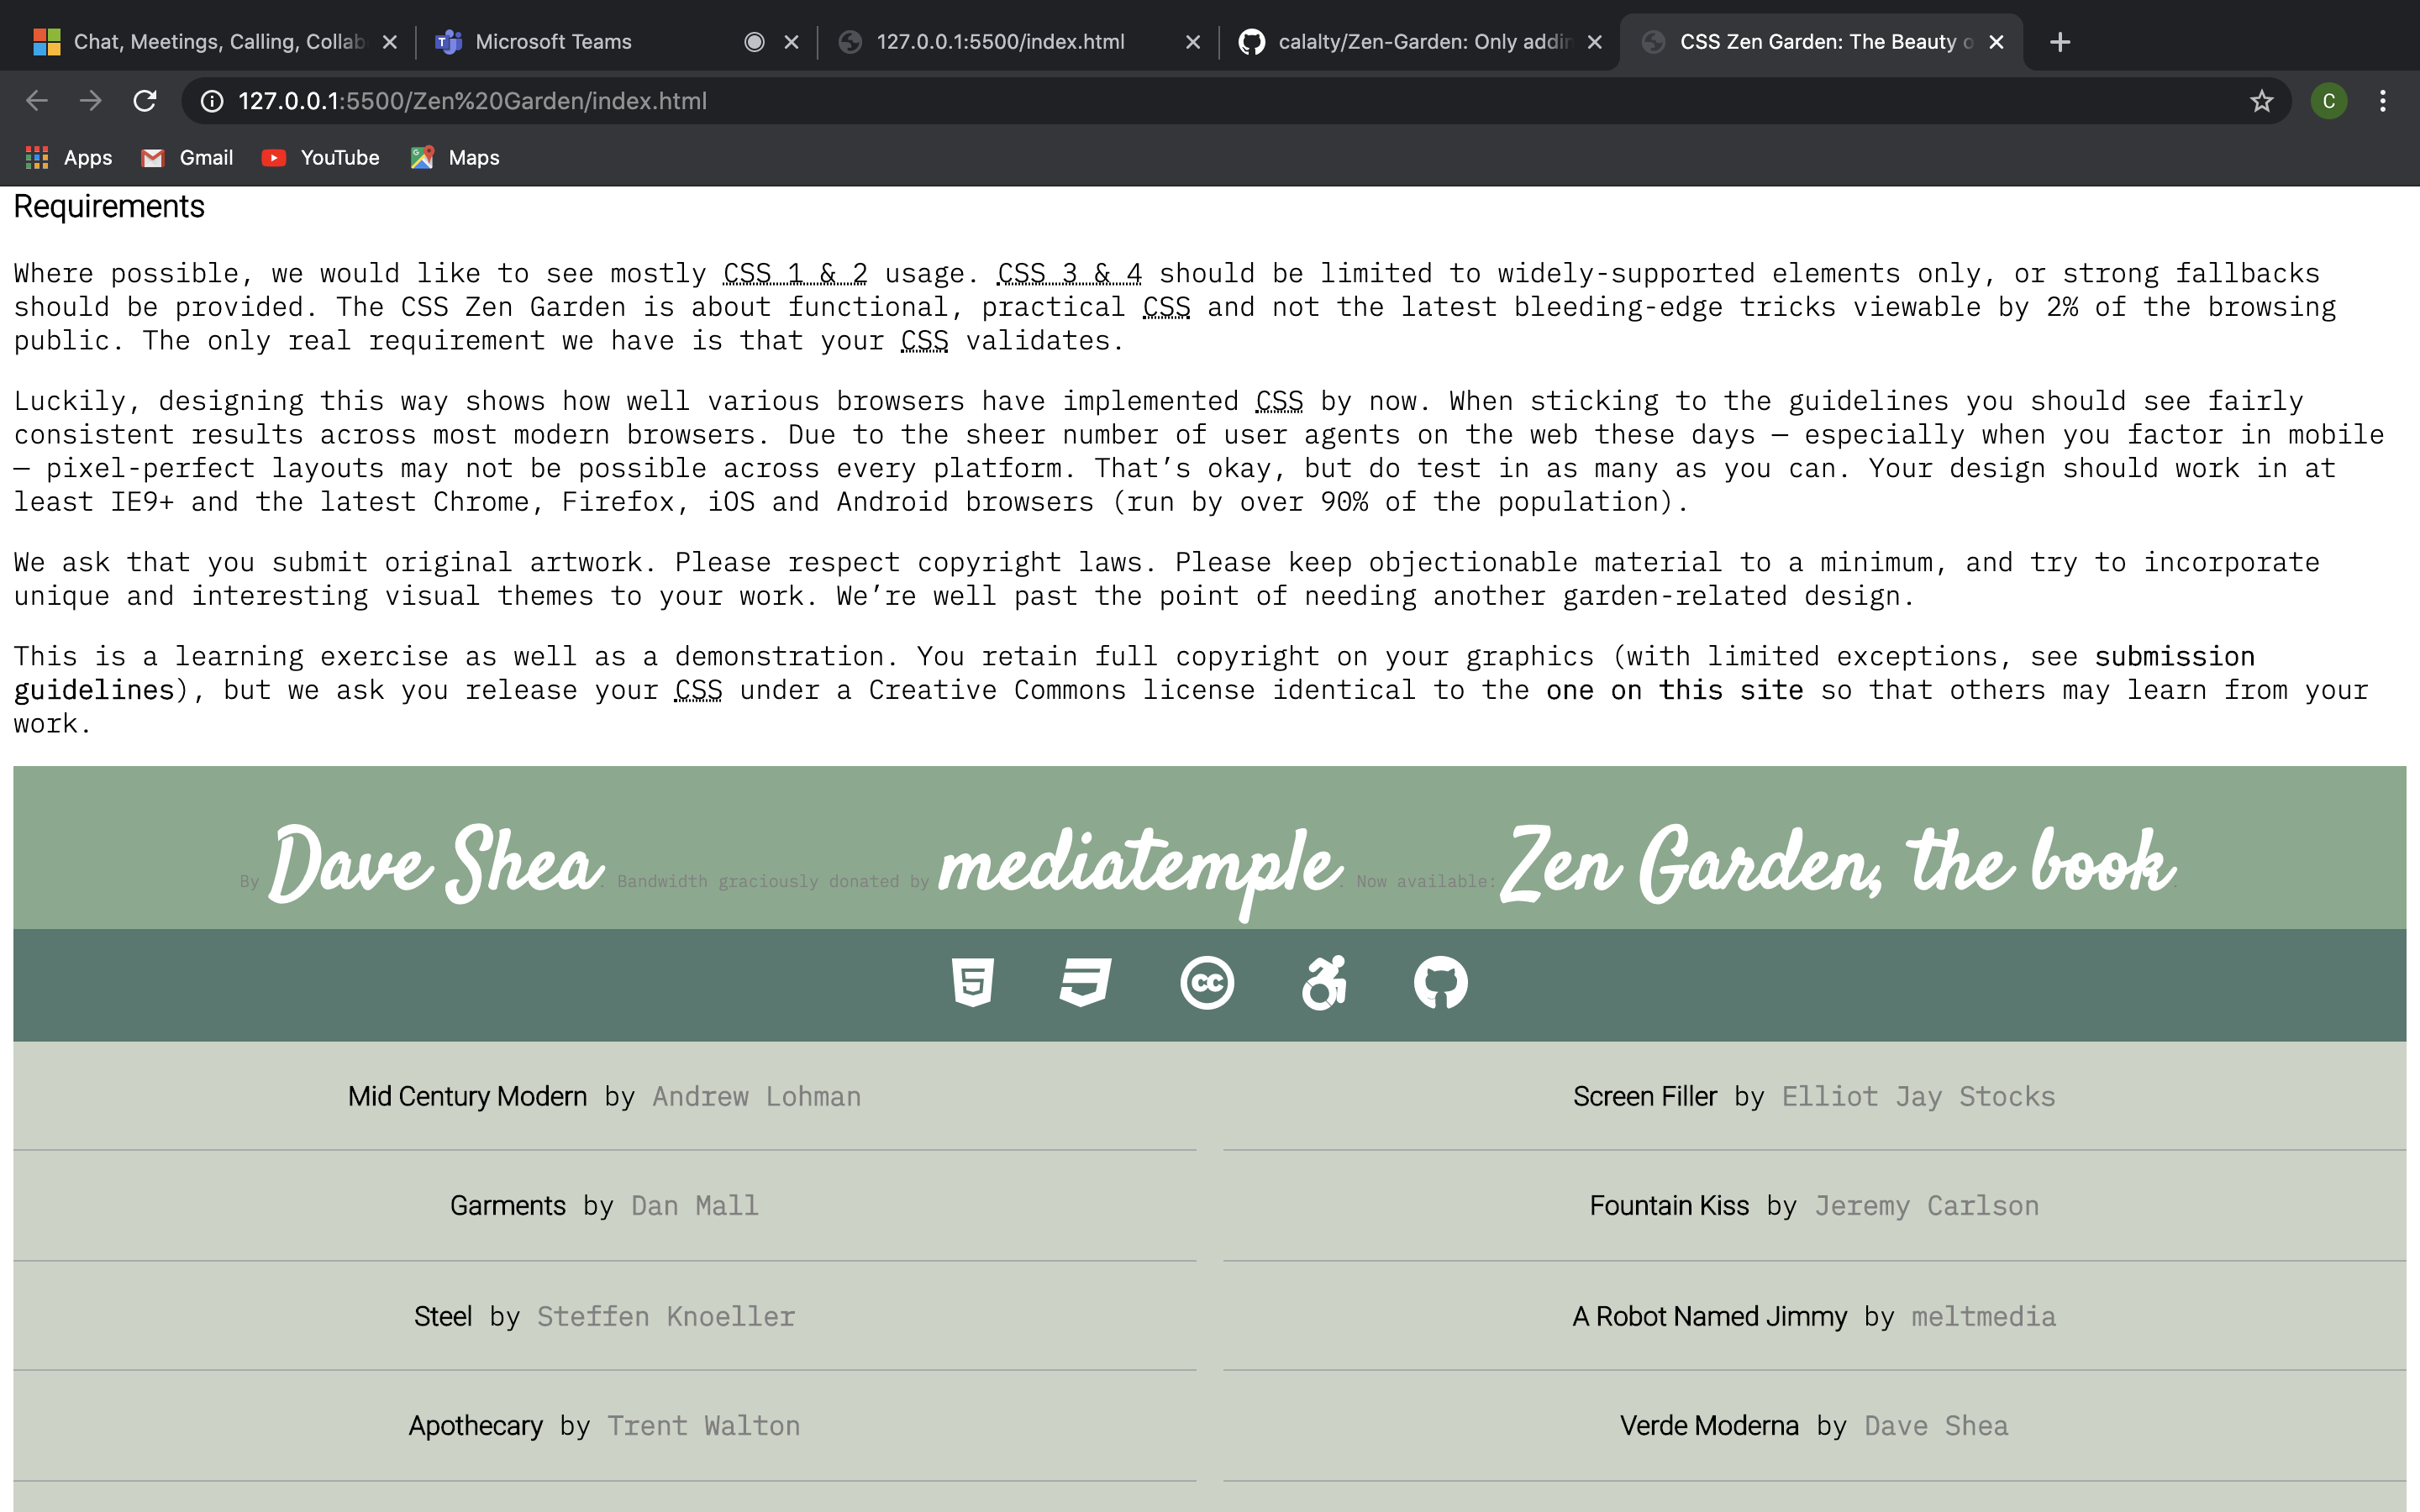 Chat, Meetings, Calling, Collab
Microsoft Teams
127.0.0.1:5500/index.html
calalty/Zen-Garden: Only addin
CSS Zen Garden: The Beauty o
127.0.0.1:5500/Zen%20Garden/index.html
C
Apps
Gmail
YouTube
Maps
Requirements
Where possible, we would like to see mostly CSS 1 & 2 usage. CSS 3 & 4 should be limited to widely-supported elements only, or strong fallbacks
should be provided. The CSS Zen Garden is about functional, practical CSS and not the latest bleeding-edge tricks viewable by 2% of the browsing
public. The only real requirement we have is that your CSS validates.
Luckily, designing this way shows how well various browsers have implemented CSS by now. When sticking to the guidelines you should see fairly
consistent results across most modern browsers. Due to the sheer number of user agents on the web these days — especially when you factor in mobile
— pixel-perfect layouts may not be possible across every platform. That’s okay, but do test in as many as you can. Your design should work in at
least IE9+ and the latest Chrome, Firefox, iOS and Android browsers (run by over 90% of the population).
We ask that you submit original artwork. Please respect copyright laws. Please keep objectionable material to a minimum, and try to incorporate
unique and interesting visual themes to your work. We’re well past the point of needing another garden-related design.
This is a learning exercise as well as a demonstration. You retain full copyright on your graphics (with limited exceptions, see submission
guidelines), but we ask you release your CSS under a Creative Commons license identical to the one on this site so that others may learn from your
work.
By Dave Shea. Bandwidth graciously donated by mediatemple. Now available: Zen Garden, the book.
Mid Century Modern by Andrew Lohman
Screen Filler by Elliot Jay Stocks
Garments by Dan Mall
Fountain Kiss by Jeremy Carlson
Steel by Steffen Knoeller
A Robot Named Jimmy by meltmedia
Apothecary by Trent Walton
Verde Moderna by Dave Shea